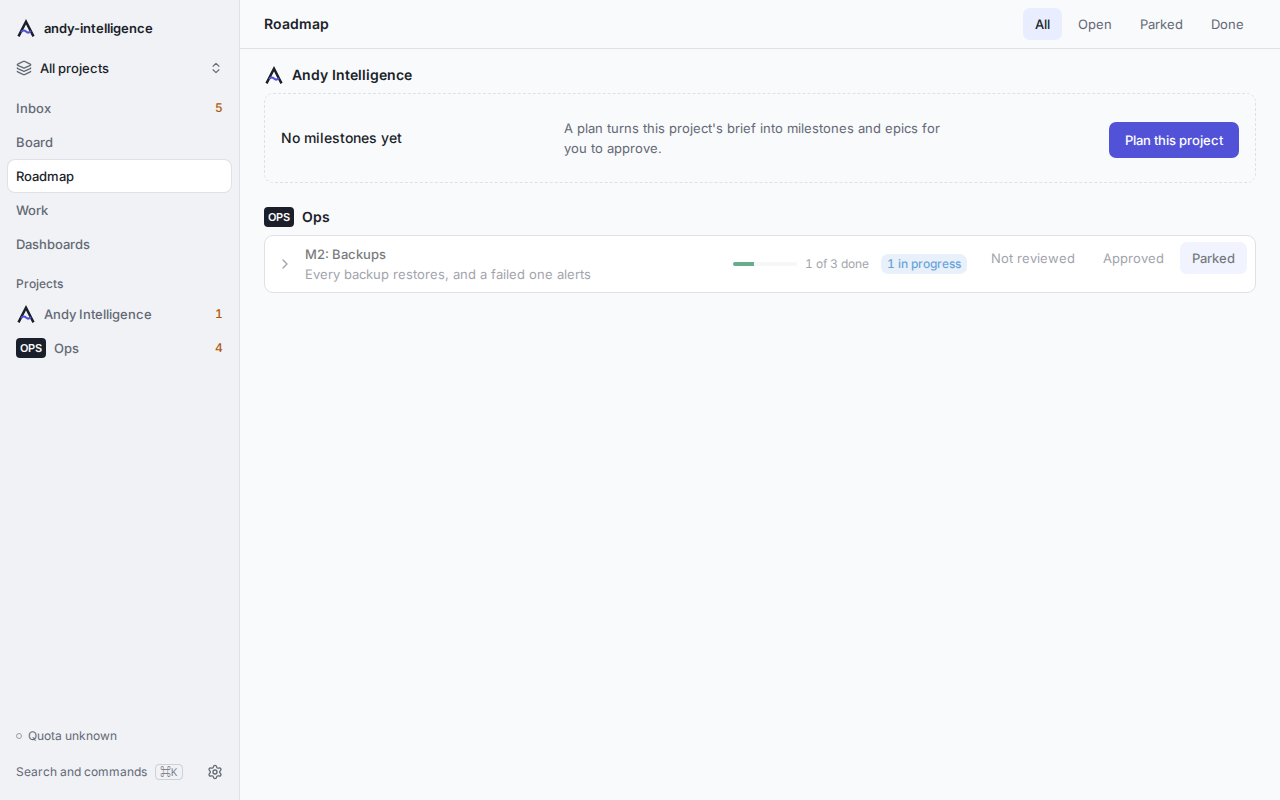 andy-intelligence
All projects
Inbox 5
Board
Roadmap
Work
Dashboards
Projects
Andy Intelligence 1
OPS Ops 4
Quota unknown
Search and commands ⌘K
Roadmap
All Open Parked Done
Andy Intelligence
No milestones yet
A plan turns this project's brief into milestones and epics for
you to approve.
Plan this project
OPS Ops
M2: Backups
Every backup restores, and a failed one alerts
1 of 3 done 1 in progress Not reviewed Approved Parked